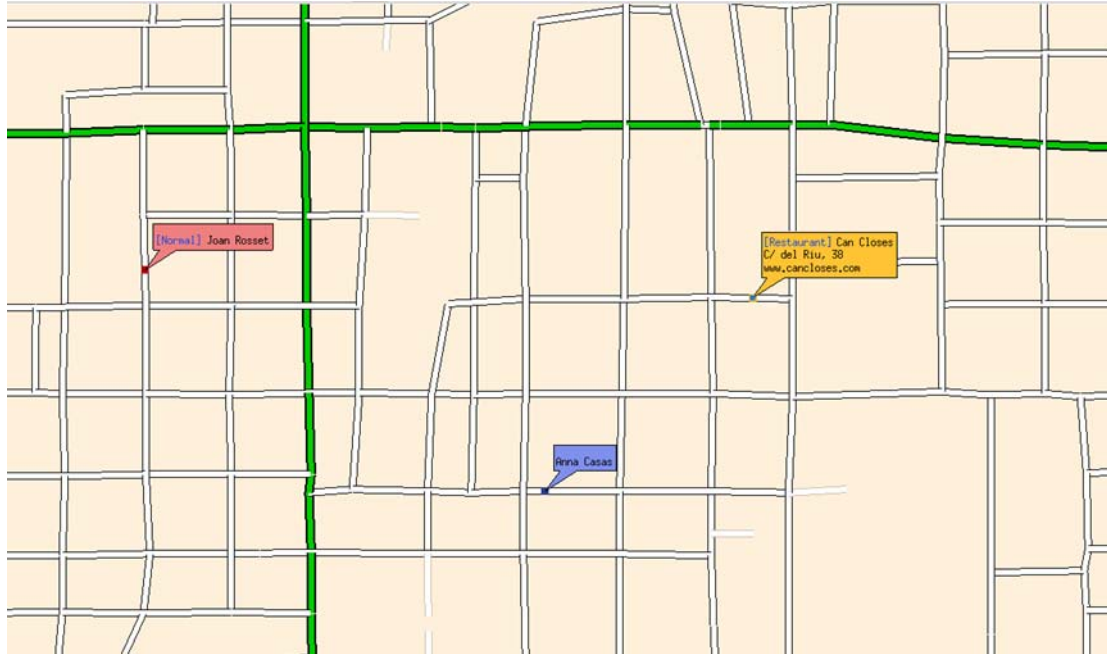 [Normal] Joan Rosset
[Restaurant] Can Closes
C/ del Riu, 38
www.cancloses.com
Anna Casas